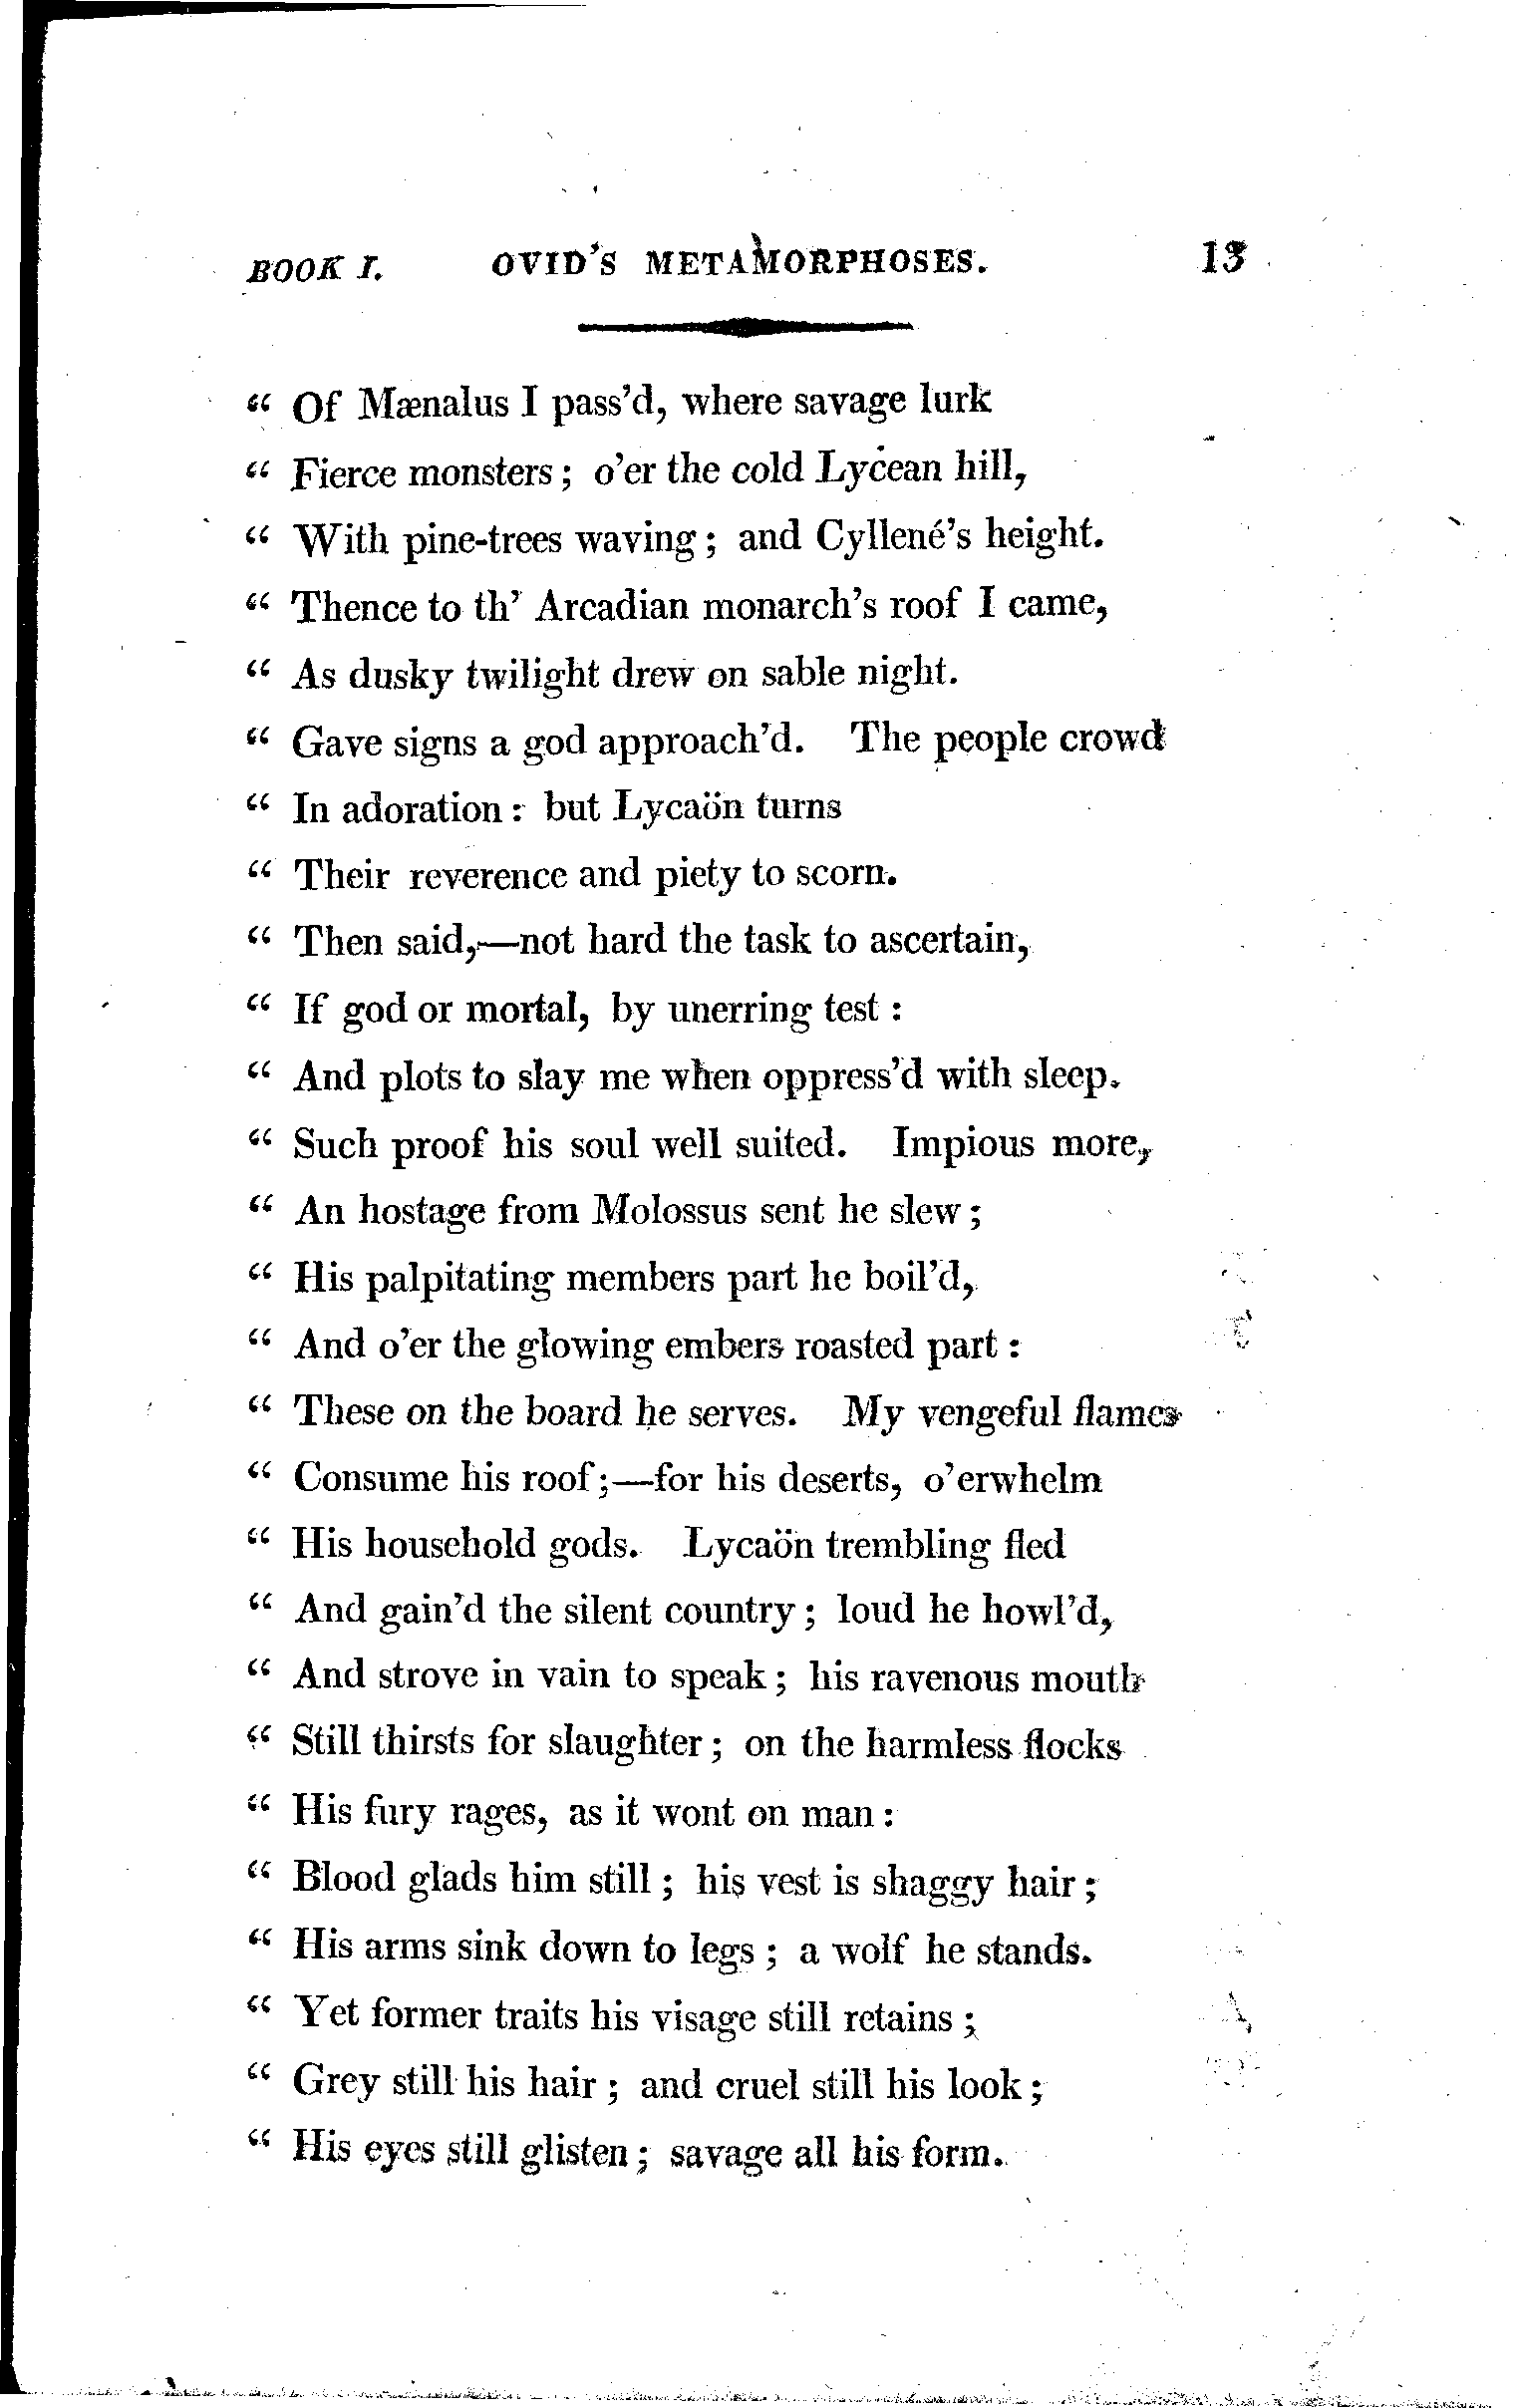 BOOK I. OVID'S METAMORPHOSES. 13
“ Of Mænalus I pass'd, where savage lurk
“ Fierce monsters; o'er the cold Lycean hill,
“ With pine-trees waving; and Cyllené's height.
“ Thence to th' Arcadian monarch's roof I came,
“ As dusky twilight drew on sable night.
“ Gave signs a god approach'd. The people crowd
“ In adoration: but Lycaön turns
“ Their reverence and piety to scorn.
“ Then said,—not hard the task to ascertain,
“ If god or mortal, by unerring test:
“ And plots to slay me when oppress'd with sleep.
“ Such proof his soul well suited. Impious more,
“ An hostage from Molossus sent he slew;
“ His palpitating members part he boil'd,
“ And o'er the glowing embers roasted part:
“ These on the board he serves. My vengeful flames
“ Consume his roof;—for his deserts, o'erwhelm
“ His household gods. Lycaön trembling fled
“ And gain'd the silent country; loud he howl'd,
“ And strove in vain to speak; his ravenous mouth
“ Still thirsts for slaughter; on the harmless flocks
“ His fury rages, as it wont on man:
“ Blood glads him still; his vest is shaggy hair;
“ His arms sink down to legs; a wolf he stands.
“ Yet former traits his visage still retains;
“ Grey still his hair; and cruel still his look;
“ His eyes still glisten; savage all his form.